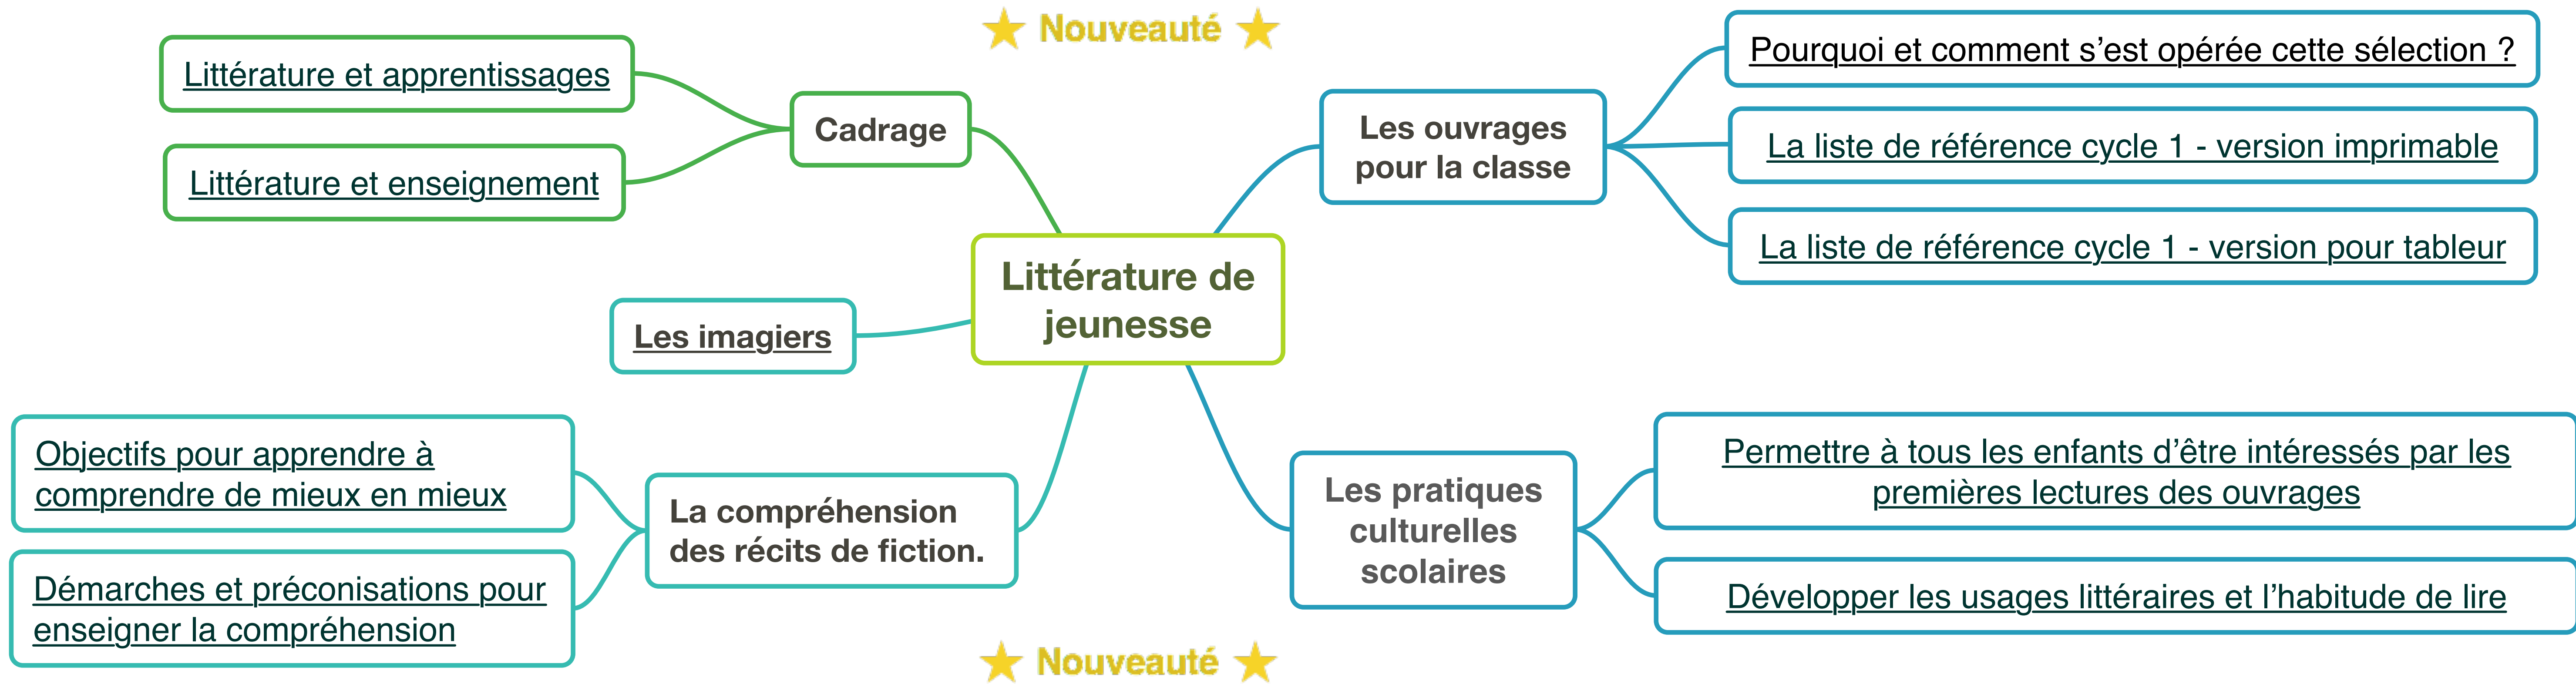 Nouveauté
Littérature et apprentissages
Littérature et enseignement
Cadrage
Les imagiers
Objectifs pour apprendre à
comprendre de mieux en mieux
Démarches et préconisations pour
enseigner la compréhension
La compréhension
des récits de fiction.
Littérature de
jeunesse
Les ouvrages
pour la classe
Pourquoi et comment s’est opérée cette sélection ?
La liste de référence cycle 1 - version imprimable
La liste de référence cycle 1 - version pour tableur
Les pratiques
culturelles
scolaires
Permettre à tous les enfants d’être intéressés par les
premières lectures des ouvrages
Développer les usages littéraires et l’habitude de lire
Nouveauté